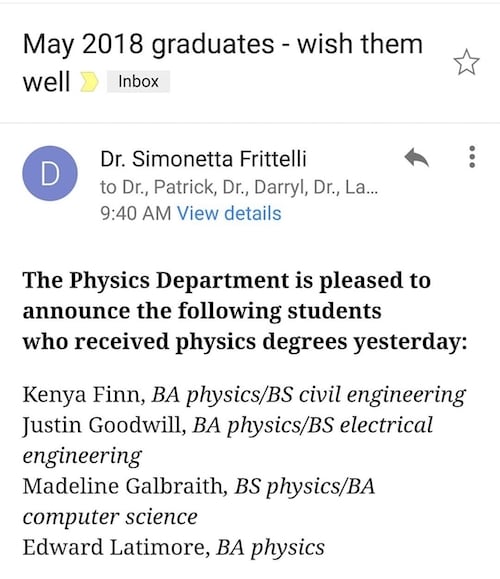 May 2018 graduates - wish them
well Inbox
D
Dr. Simonetta Frittelli
to Dr., Patrick, Dr., Darryl, Dr., La...
9:40 AM View details
The Physics Department is pleased to
announce the following students
who received physics degrees yesterday:
Kenya Finn, BA physics/BS civil engineering
Justin Goodwill, BA physics/BS electrical
engineering
Madeline Galbraith, BS physics/BA
computer science
Edward Latimore, BA physics